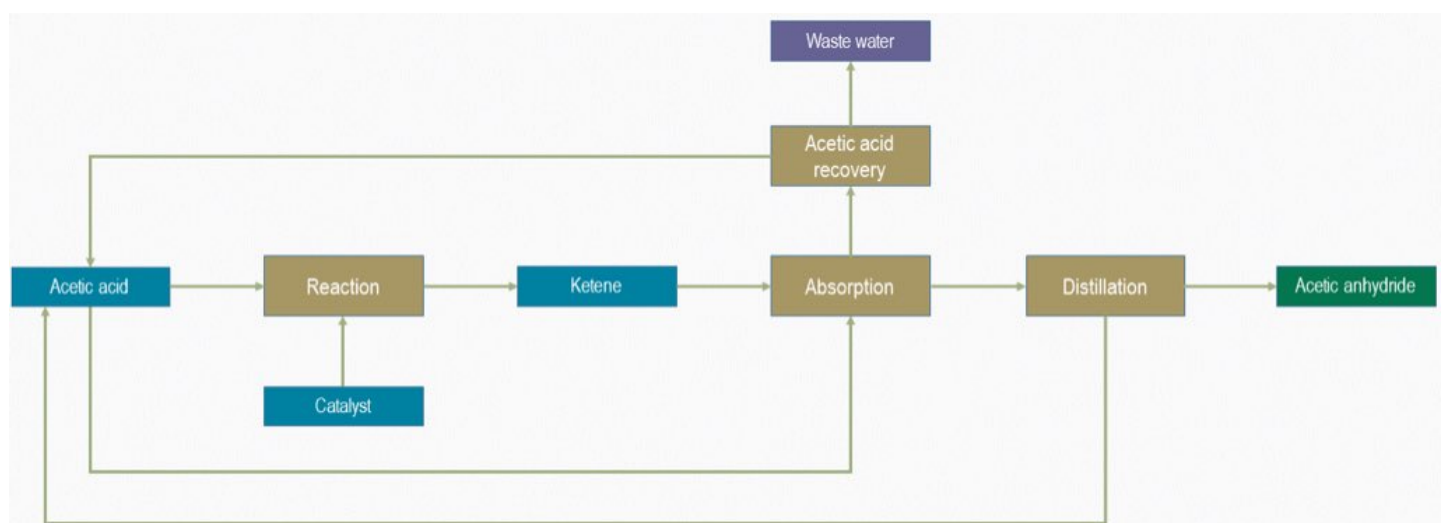 Waste water
Acetic acid
recovery
Acetic acid
Reaction
Ketene
Absorption
Distillation
Acetic anhydride
Catalyst